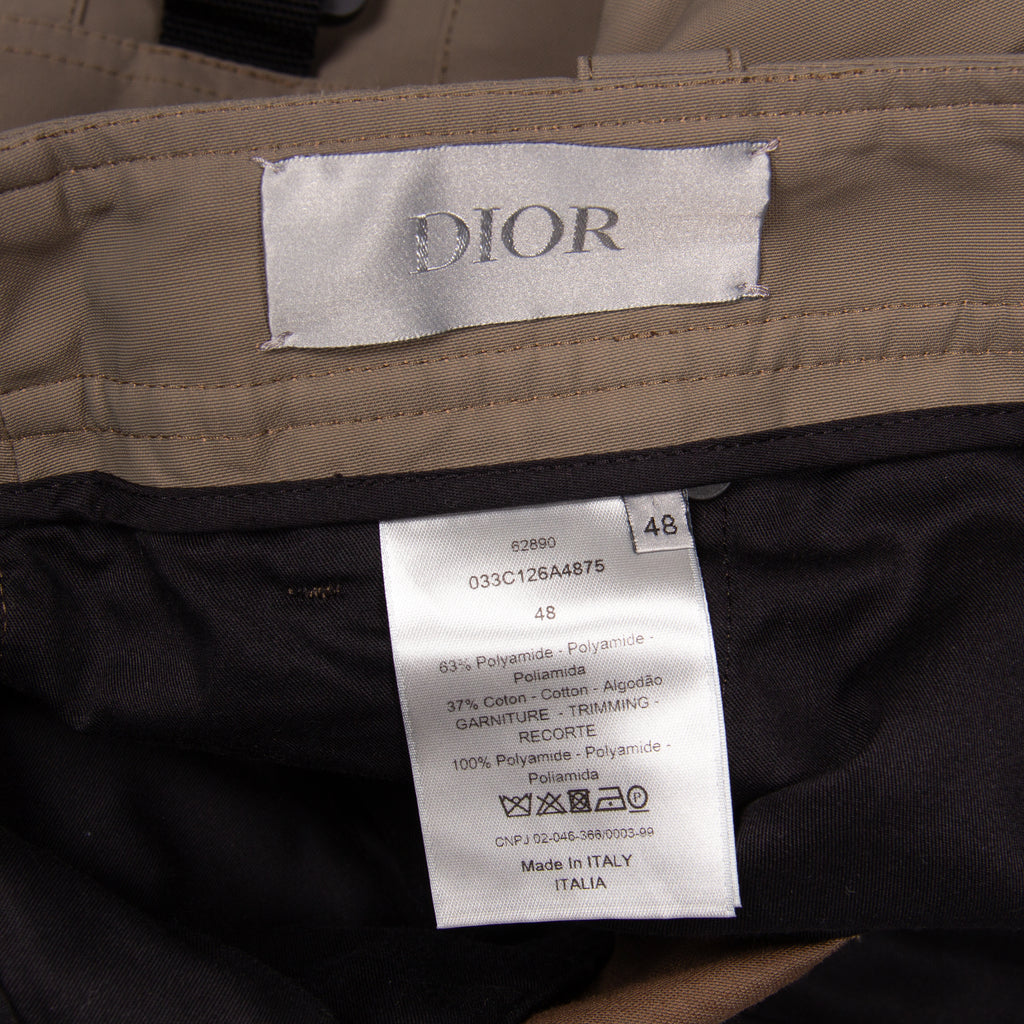 DIOR
48
62890
033C126A4875
48
63% Polyamide - Polyamide -
Poliamida
37% Coton - Cotton - Algodão
GARNITURE - TRIMMING -
RECORTE
100% Polyamide - Polyamide -
Poliamida
P
CNPJ 02-046-366/0003-99
Made In ITALY
ITALIA